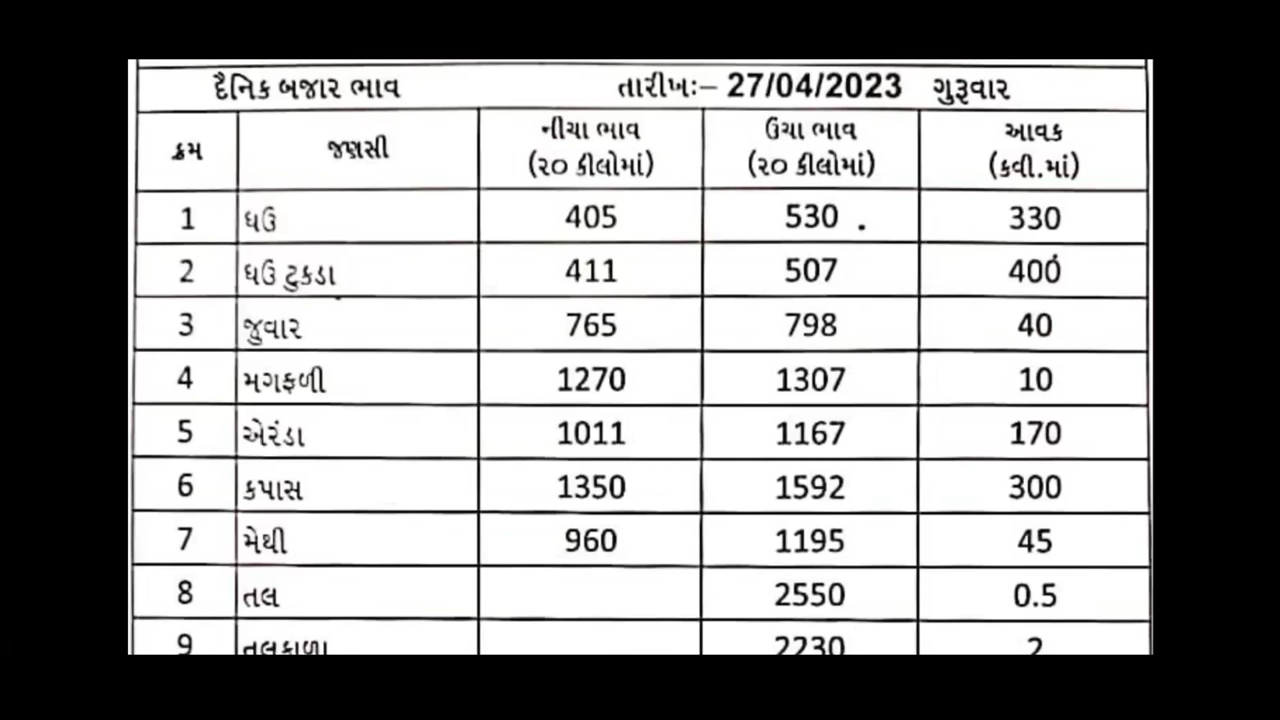 દૈનિક બજાર ભાવ તારીખઃ– 27/04/2023 ગુરૂવાર
ક્રમ જણસી નીચા ભાવ (૨૦ કીલોમાં) ઉચા ભાવ (૨૦ કીલોમાં) આવક (કવી.માં)
1 ઘઉ 405 530 330
2 ઘઉ ટુકડા 411 507 400
3 જુવાર 765 798 40
4 મગફળી 1270 1307 10
5 એરંડા 1011 1167 170
6 કપાસ 1350 1592 300
7 મેથી 960 1195 45
8 તલ 2550 0.5
9 તલકાળા 2230 2